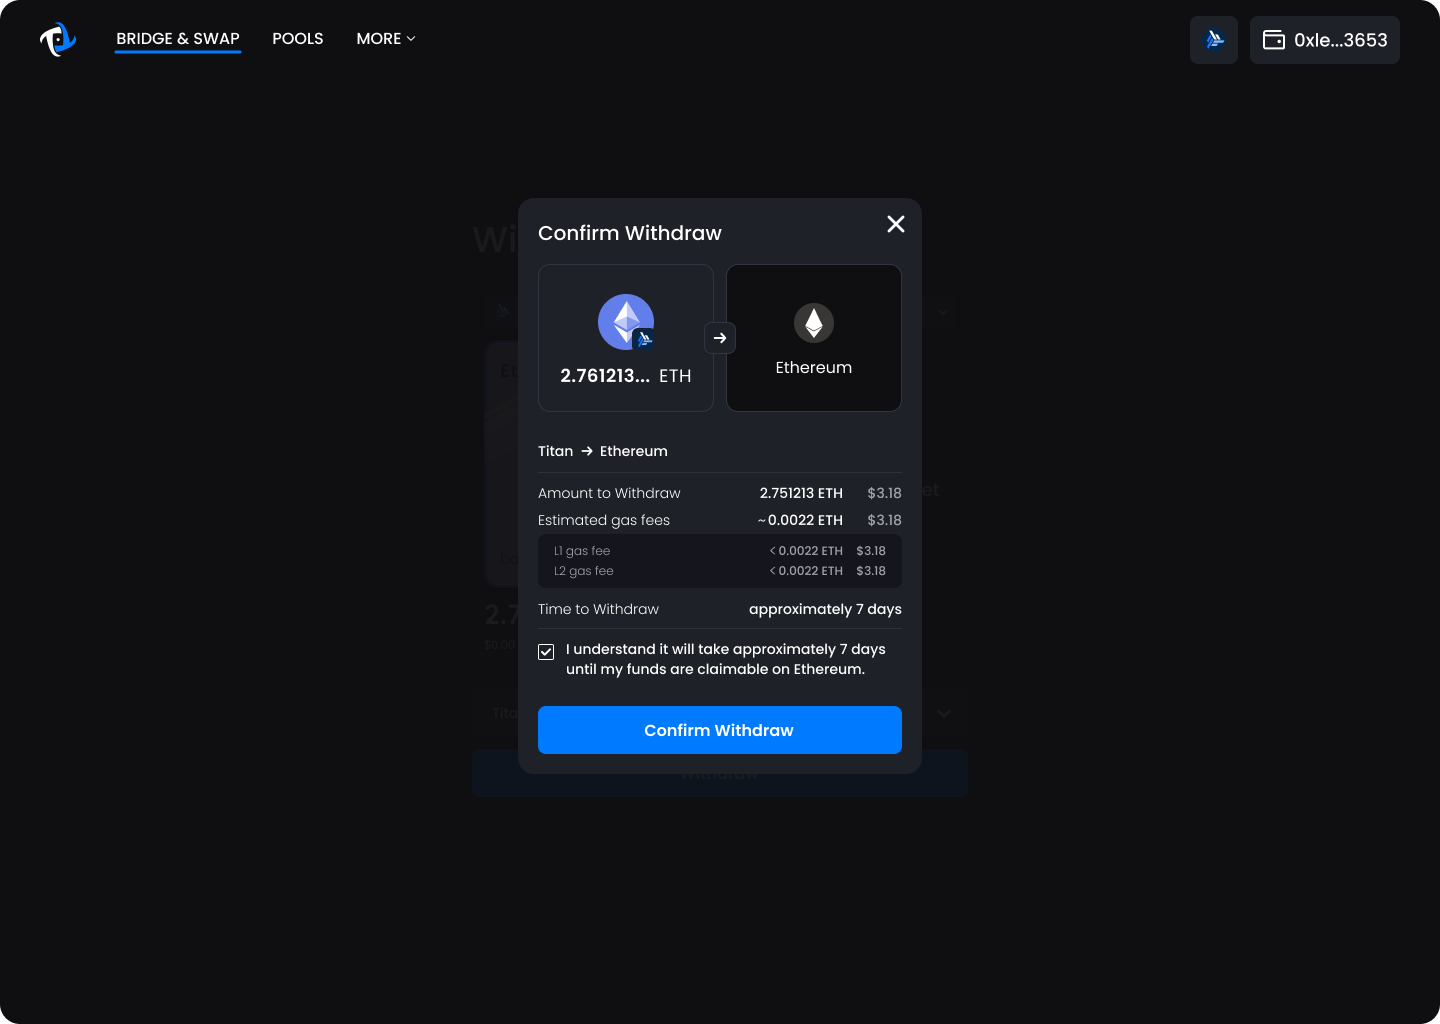 BRIDGE & SWAP POOLS MORE 0xle...3653
Confirm Withdraw
2.761213... ETH
Ethereum
Titan → Ethereum
Amount to Withdraw 2.751213 ETH $3.18
Estimated gas fees ~0.0022 ETH $3.18
L1 gas fee < 0.0022 ETH $3.18
L2 gas fee < 0.0022 ETH $3.18
Time to Withdraw approximately 7 days
I understand it will take approximately 7 days
until my funds are claimable on Ethereum.
Confirm Withdraw
Withdraw